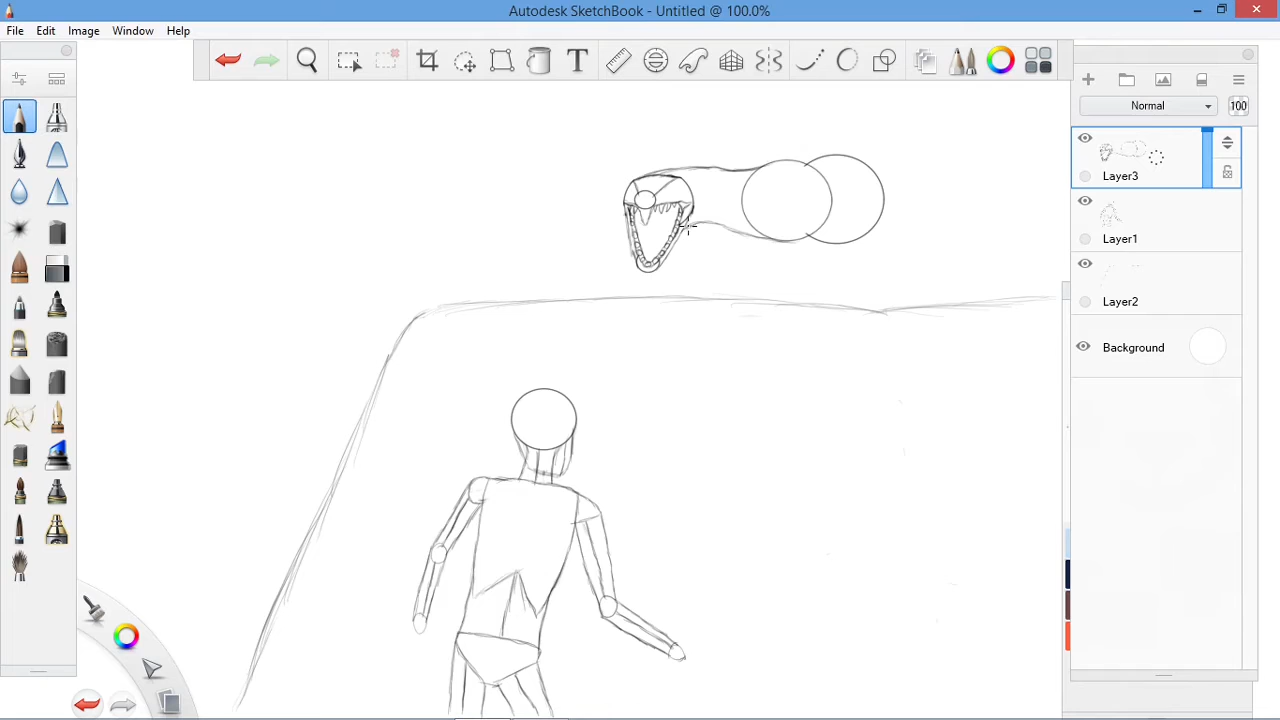 Autodesk SketchBook - Untitled @ 100.0%
File Edit Image Window Help
T
Normal 100
Layer3
Layer1
Layer2
Background